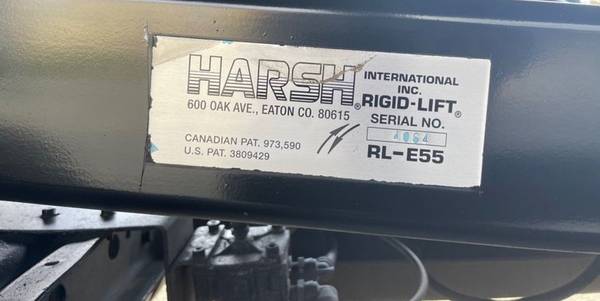 HARSH®
600 OAK AVE., EATON CO. 80615
CANADIAN PAT. 973,590
U.S. PAT. 3809429
INTERNATIONAL
INC.
RIGID-LIFT®
SERIAL NO.
4064
RL-E55